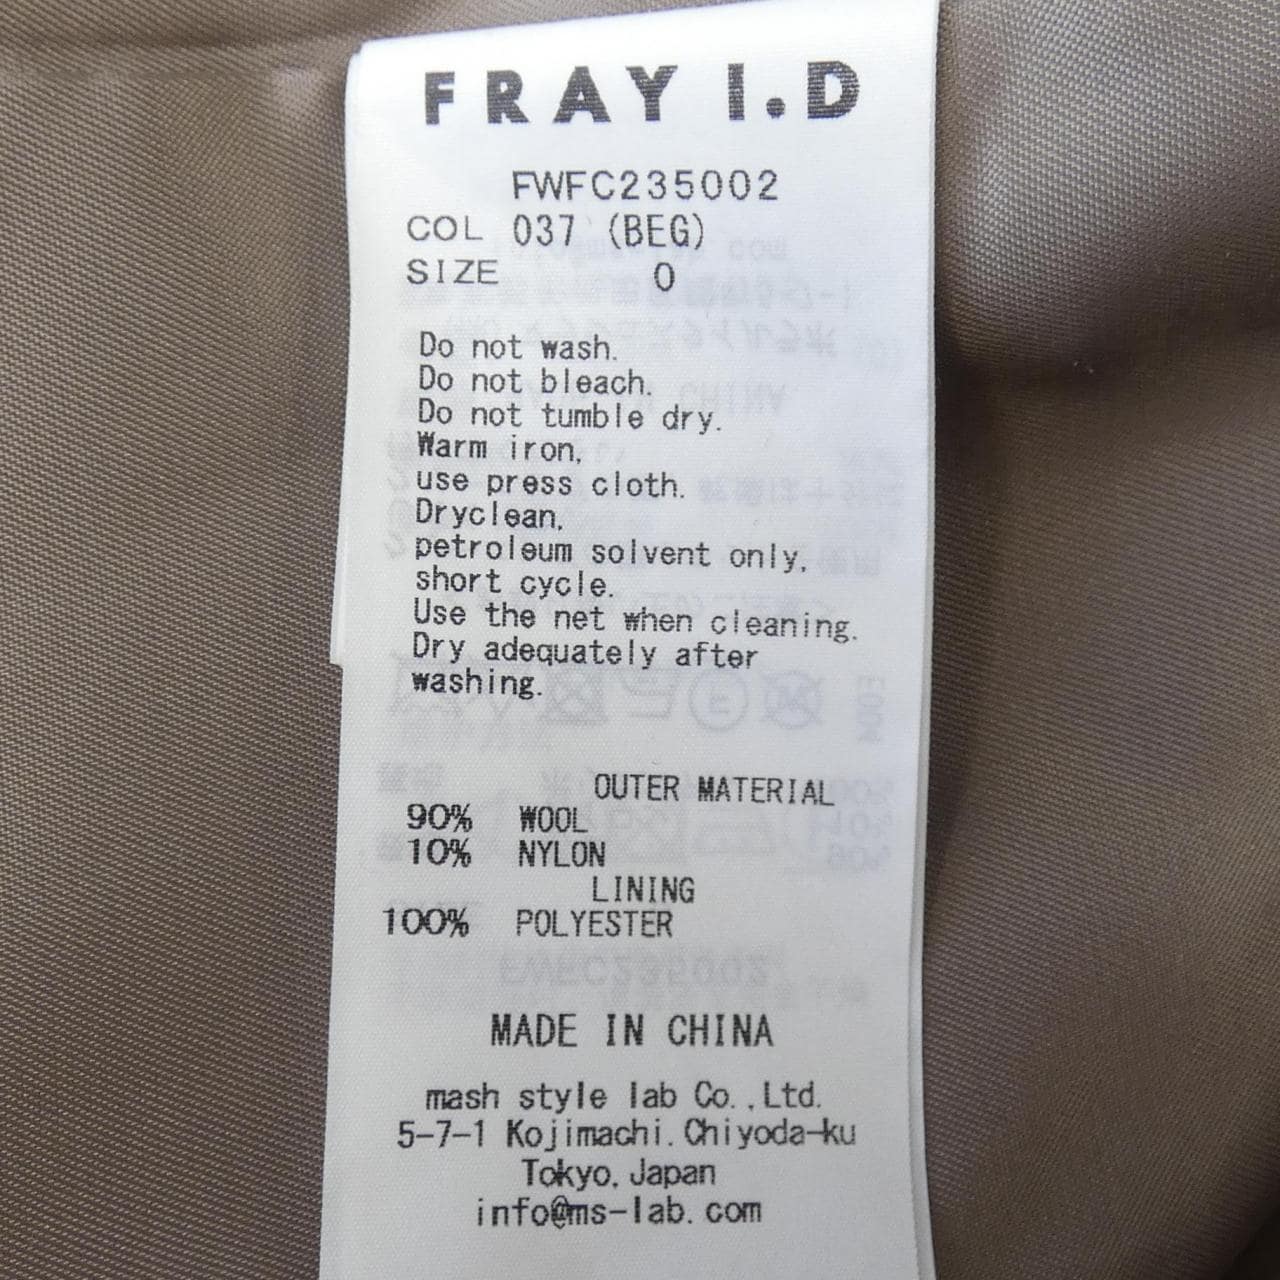 FRAY I.D
FWFC235002
COL 037 (BEG)
SIZE 0
Do not wash.
Do not bleach.
Do not tumble dry.
Warm iron,
use press cloth.
Dryclean,
petroleum solvent only,
short cycle.
Use the net when cleaning.
Dry adequately after
washing.
OUTER MATERIAL
90% WOOL
10% NYLON
LINING
100% POLYESTER
MADE IN CHINA
mash style lab Co.,Ltd.
5-7-1 Kojimachi.Chiyoda-ku
Tokyo, Japan
info@ms-lab.com